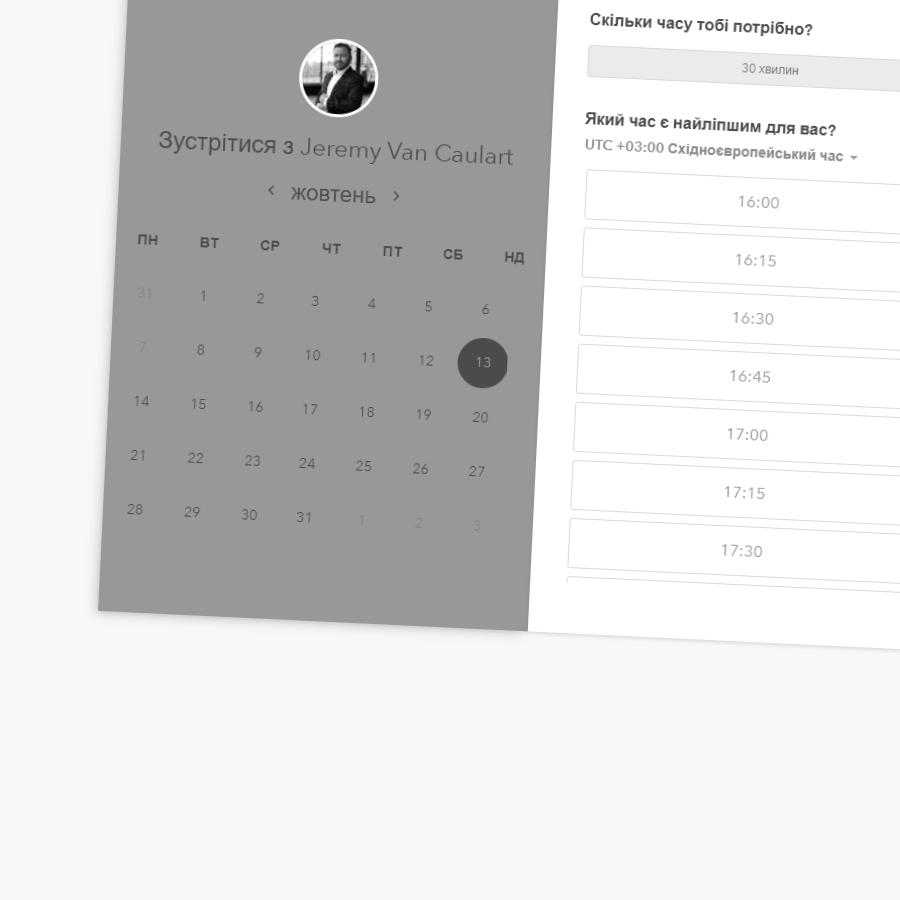 Зустрітися з Jeremy Van Caulart
жовтень
ПН ВТ СР ЧТ ПТ СБ НД
31 1 2 3 4 5 6
7 8 9 10 11 12 13
14 15 16 17 18 19 20
21 22 23 24 25 26 27
28 29 30 31 1 2 3
Скільки часу тобі потрібно?
30 хвилин
Який час є найліпшим для вас?
UTC +03:00 Східноєвропейський час
16:00
16:15
16:30
16:45
17:00
17:15
17:30